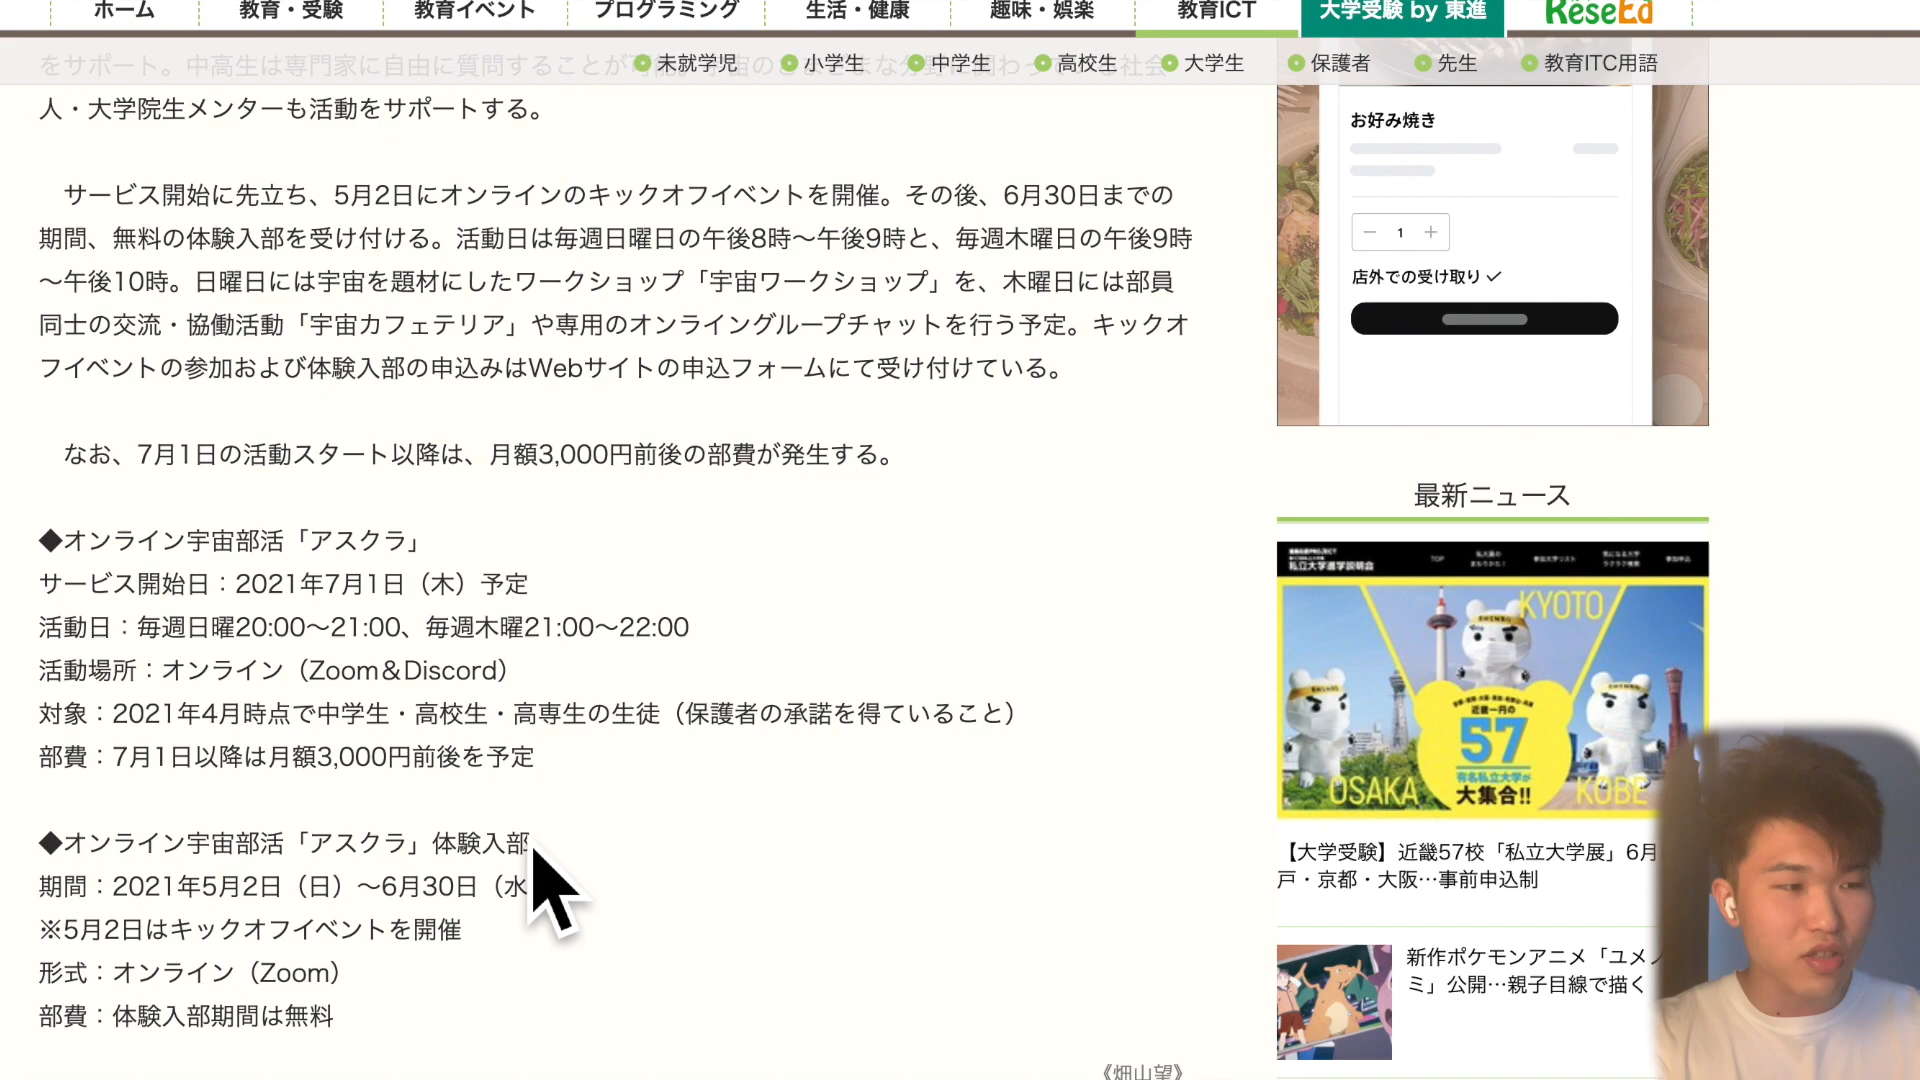 ホーム
教育・受験
教育イベント
プログラミング
生活・健康
趣味・娯楽
教育ICT
大学受験 by 東進
ReseEd
未就学児
小学生
中学生
高校生
大学生
保護者
先生
教育ITC用語
人・大学院生メンターも活動をサポートする。
サービス開始に先立ち、5月2日にオンラインのキックオフイベントを開催。その後、6月30日までの
期間、無料の体験入部を受け付ける。活動日は毎週日曜日の午後8時〜午後9時と、毎週木曜日の午後9時
〜午後10時。日曜日には宇宙を題材にしたワークショップ「宇宙ワークショップ」を、木曜日には部員
同士の交流・協働活動「宇宙カフェテリア」や専用のオンライングループチャットを行う予定。キックオ
フイベントの参加および体験入部の申込みはWebサイトの申込フォームにて受け付けている。
なお、7月1日の活動スタート以降は、月額3,000円前後の部費が発生する。
◆オンライン宇宙部活「アスクラ」
サービス開始日：2021年7月1日（木）予定
活動日：毎週日曜20:00〜21:00、毎週木曜21:00〜22:00
活動場所：オンライン（Zoom＆Discord）
対象：2021年4月時点で中学生・高校生・高専生の生徒（保護者の承諾を得ていること）
部費：7月1日以降は月額3,000円前後を予定
◆オンライン宇宙部活「アスクラ」体験入部
期間：2021年5月2日（日）〜6月30日（水
※5月2日はキックオフイベントを開催
形式：オンライン（Zoom）
部費：体験入部期間は無料
《畑山望》
お好み焼き
− 1 +
店外での受け取り
最新ニュース
私立大学進学説明会
TOP
KYOTO
近畿一円の
57
有名私立大学が
大集合!!
OSAKA
KOBE
【大学受験】近畿57校「私立大学展」6月
戸・京都・大阪…事前申込制
新作ポケモンアニメ「ユメノ
ミ」公開…親子目線で描く